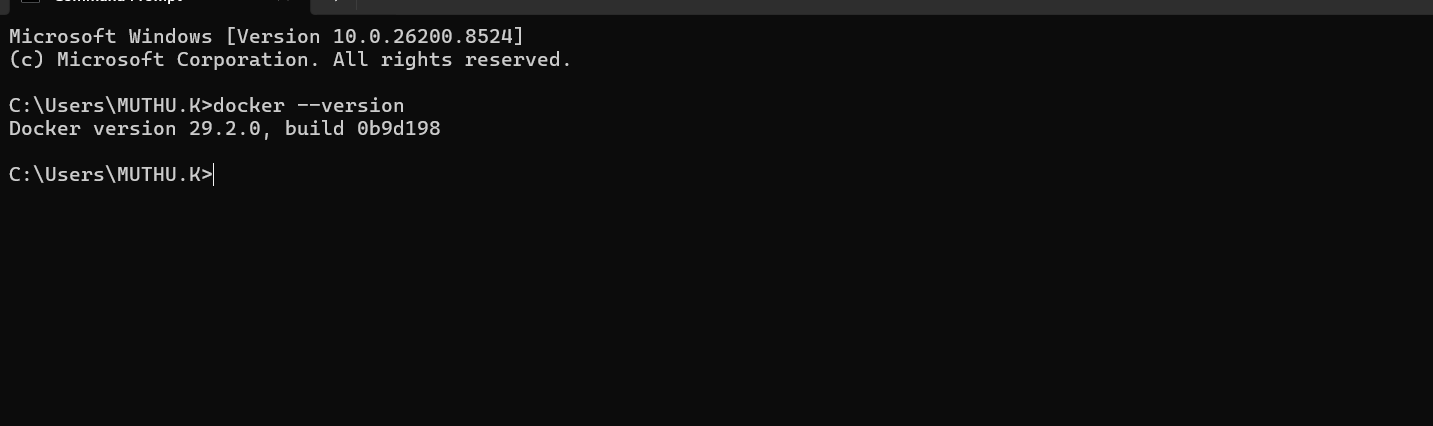 Microsoft Windows [Version 10.0.26200.8524]
(c) Microsoft Corporation. All rights reserved.
C:\Users\MUTHU.K>docker --version
Docker version 29.2.0, build 0b9d198
C:\Users\MUTHU.K>